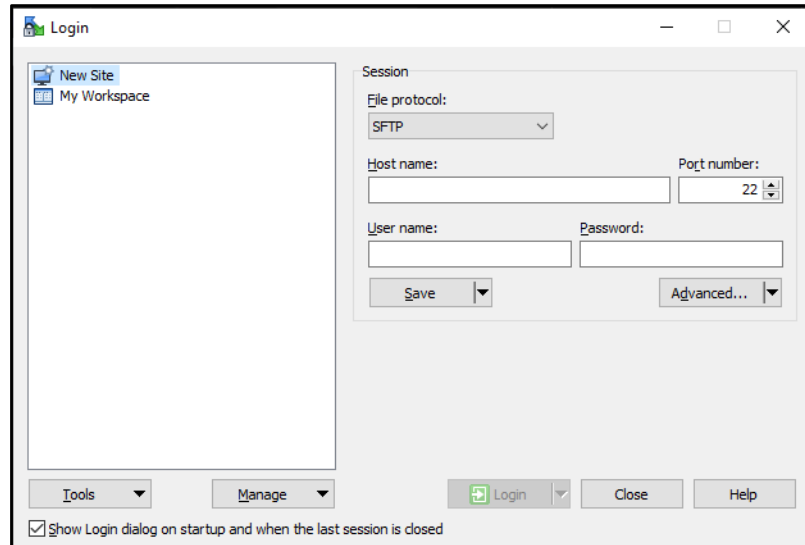 Login
New Site
My Workspace
Session
File protocol:
SFTP
Host name:
Port number:
22
User name:
Password:
Save
Advanced...
Tools
Manage
Login
Close
Help
Show Login dialog on startup and when the last session is closed